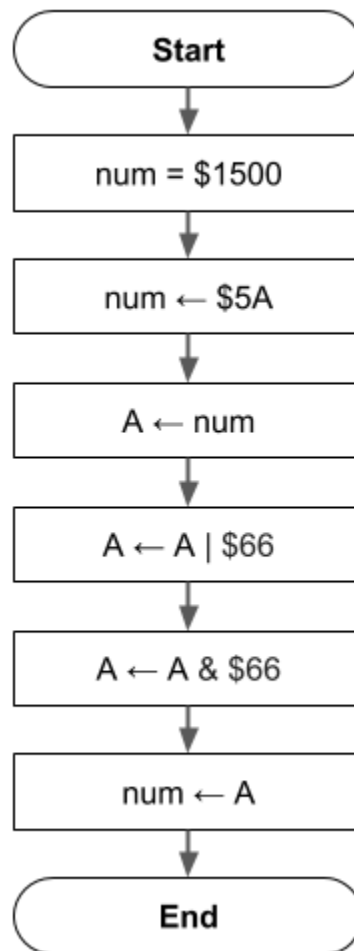 Start
num = $1500
num ← $5A
A ← num
A ← A | $66
A ← A & $66
num ← A
End